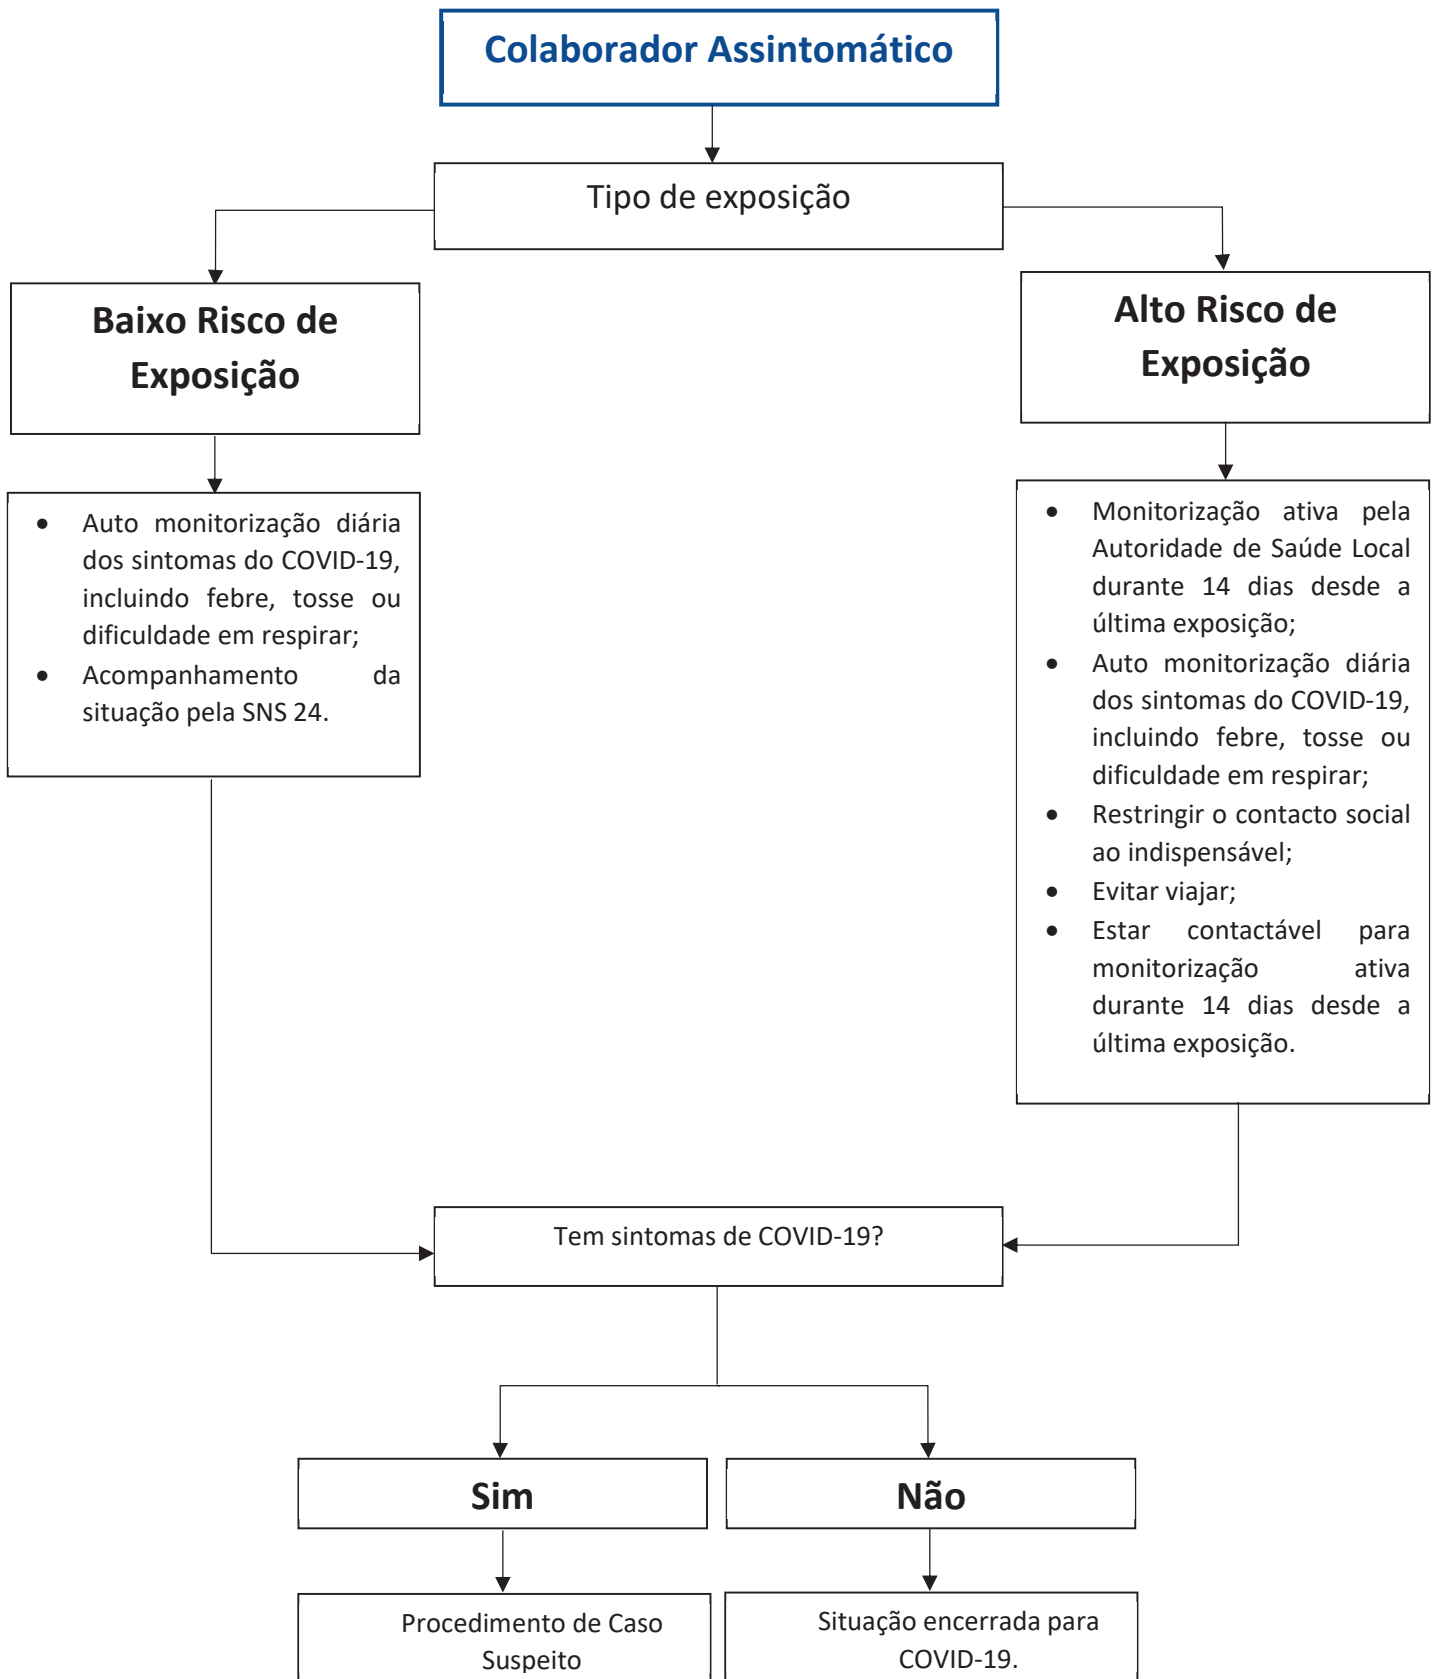 Colaborador Assintomático
Tipo de exposição
Baixo Risco de
Exposição
Alto Risco de
Exposição
• Auto monitorização diária
dos sintomas do COVID-19,
incluindo febre, tosse ou
dificuldade em respirar;
• Acompanhamento da
situação pela SNS 24.
• Monitorização ativa pela
Autoridade de Saúde Local
durante 14 dias desde a
última exposição;
• Auto monitorização diária
dos sintomas do COVID-19,
incluindo febre, tosse ou
dificuldade em respirar;
• Restringir o contacto social
ao indispensável;
• Evitar viajar;
• Estar contactável para
monitorização ativa
durante 14 dias desde a
última exposição.
Tem sintomas de COVID-19?
Sim
Não
Procedimento de Caso
Suspeito
Situação encerrada para
COVID-19.